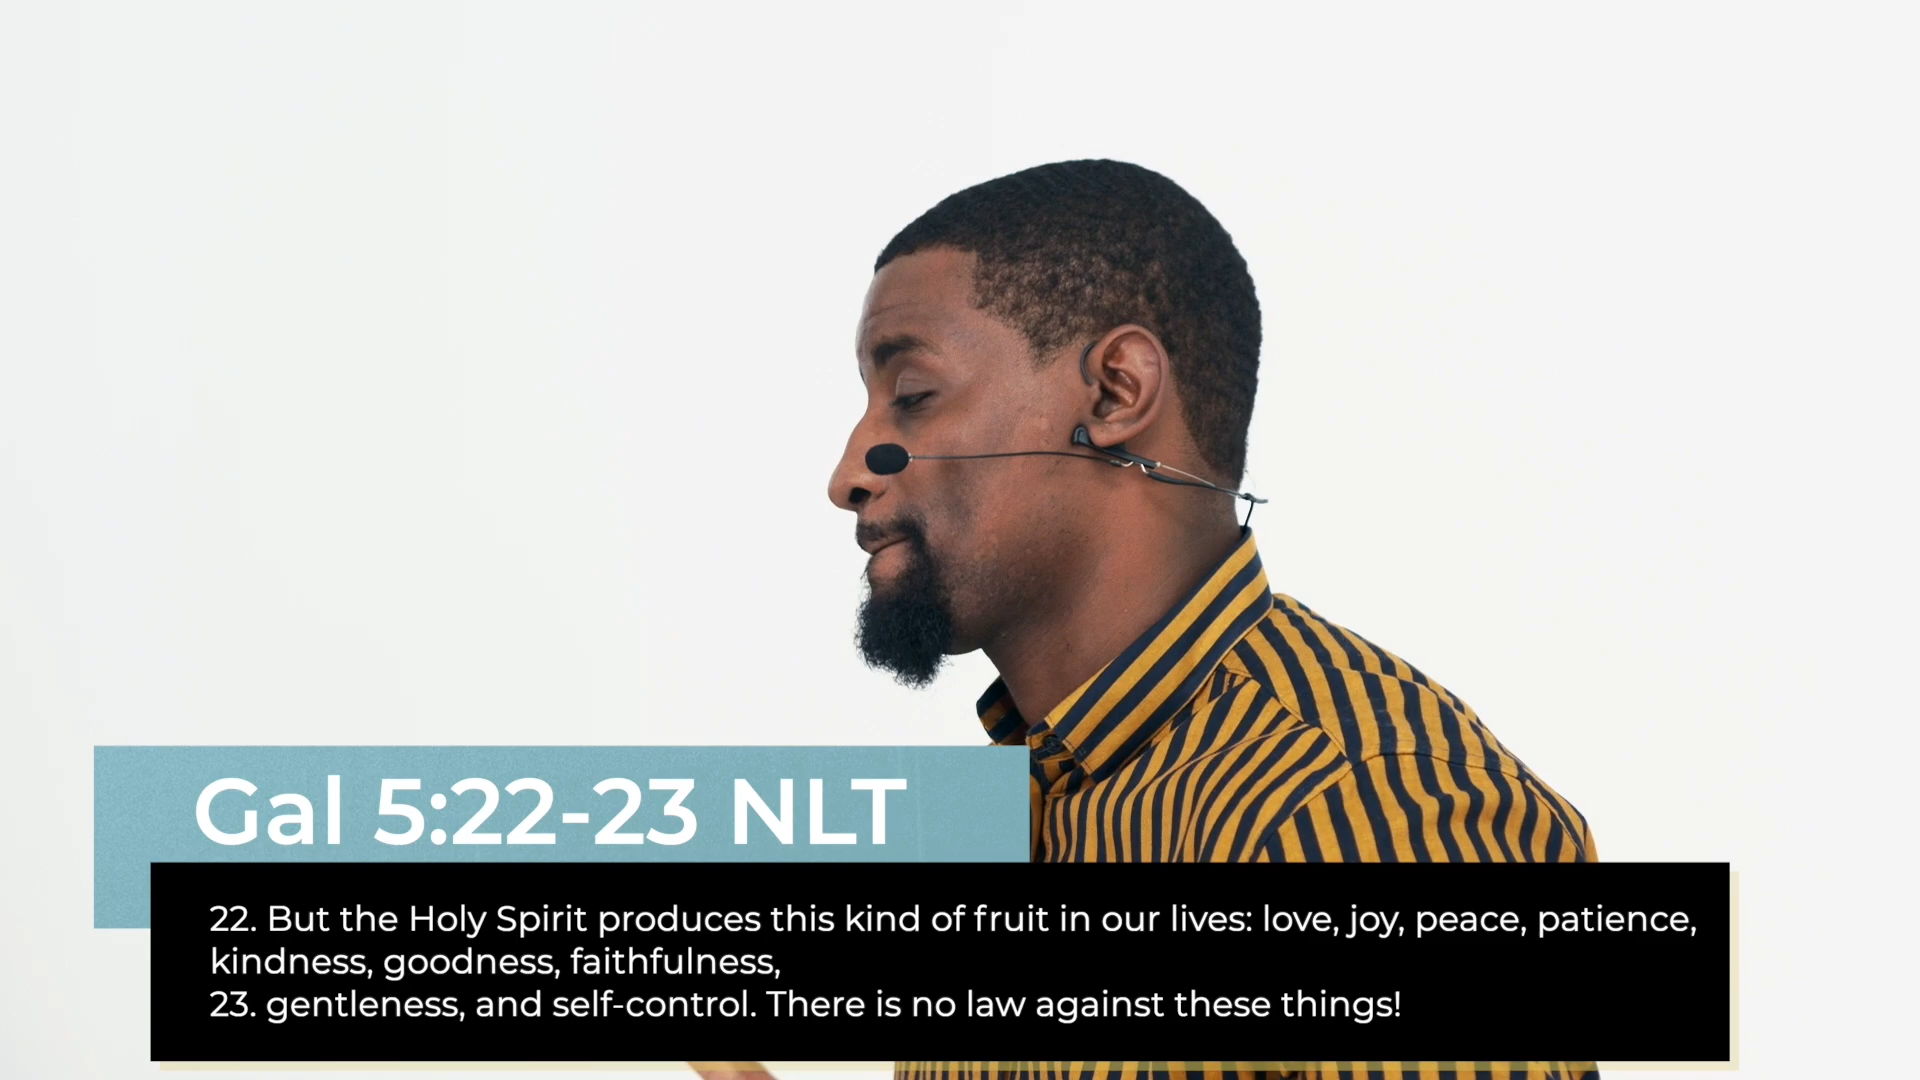 Gal 5:22-23 NLT
22. But the Holy Spirit produces this kind of fruit in our lives: love, joy, peace, patience,
kindness, goodness, faithfulness,
23. gentleness, and self-control. There is no law against these things!